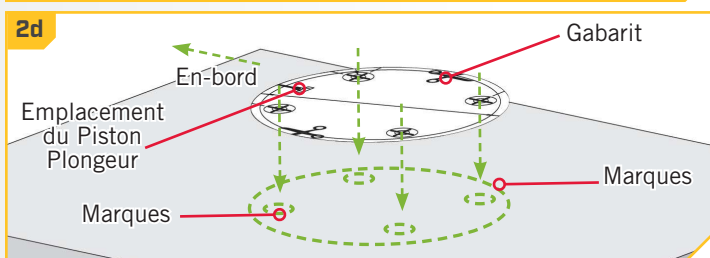 2d
Gabarit
En-bord
Emplacement
du Piston
Plongeur
Marques
Marques